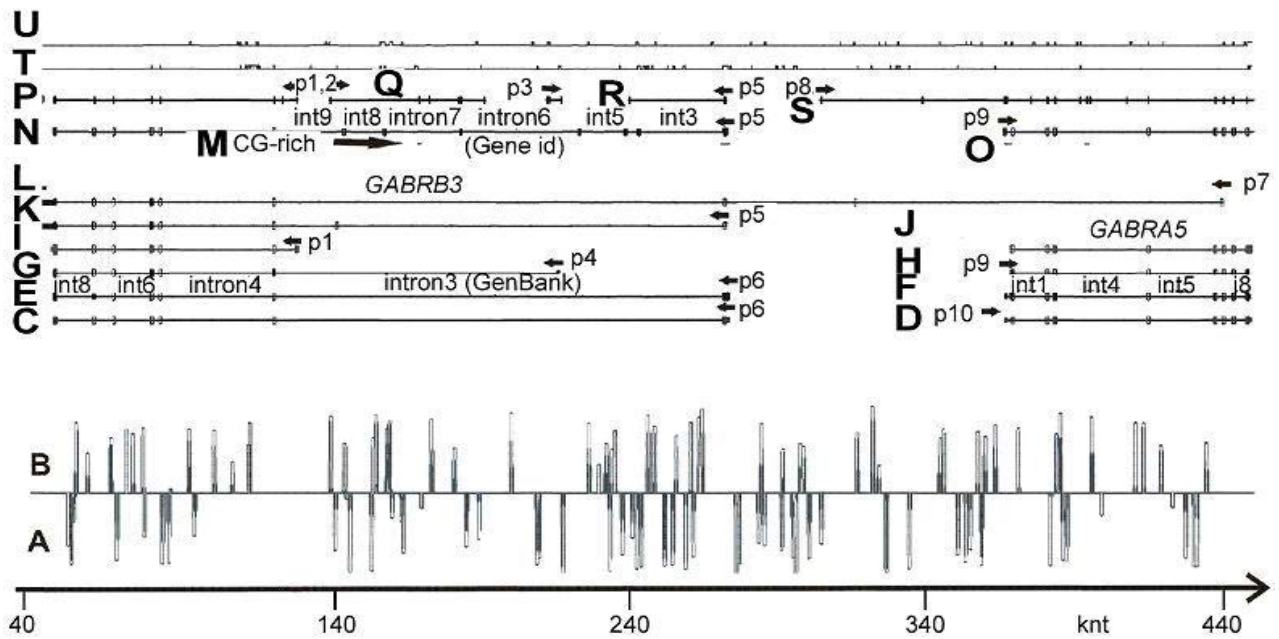 U
T
P p1,2 Q p3 R p5 p8 S
int9 int8 intron7 intron6 int5 int3
N p5 p9
M CG-rich (Gene id) O
L. GABRB3 p7
K p5 J
I p1 GABRA5
G p4 p9 H
int8 int6 intron4 intron3 (GenBank) p6 int1 int4 int5 i8
E p6 F
C p10 D
B
A
40 140 240 340 knt 440